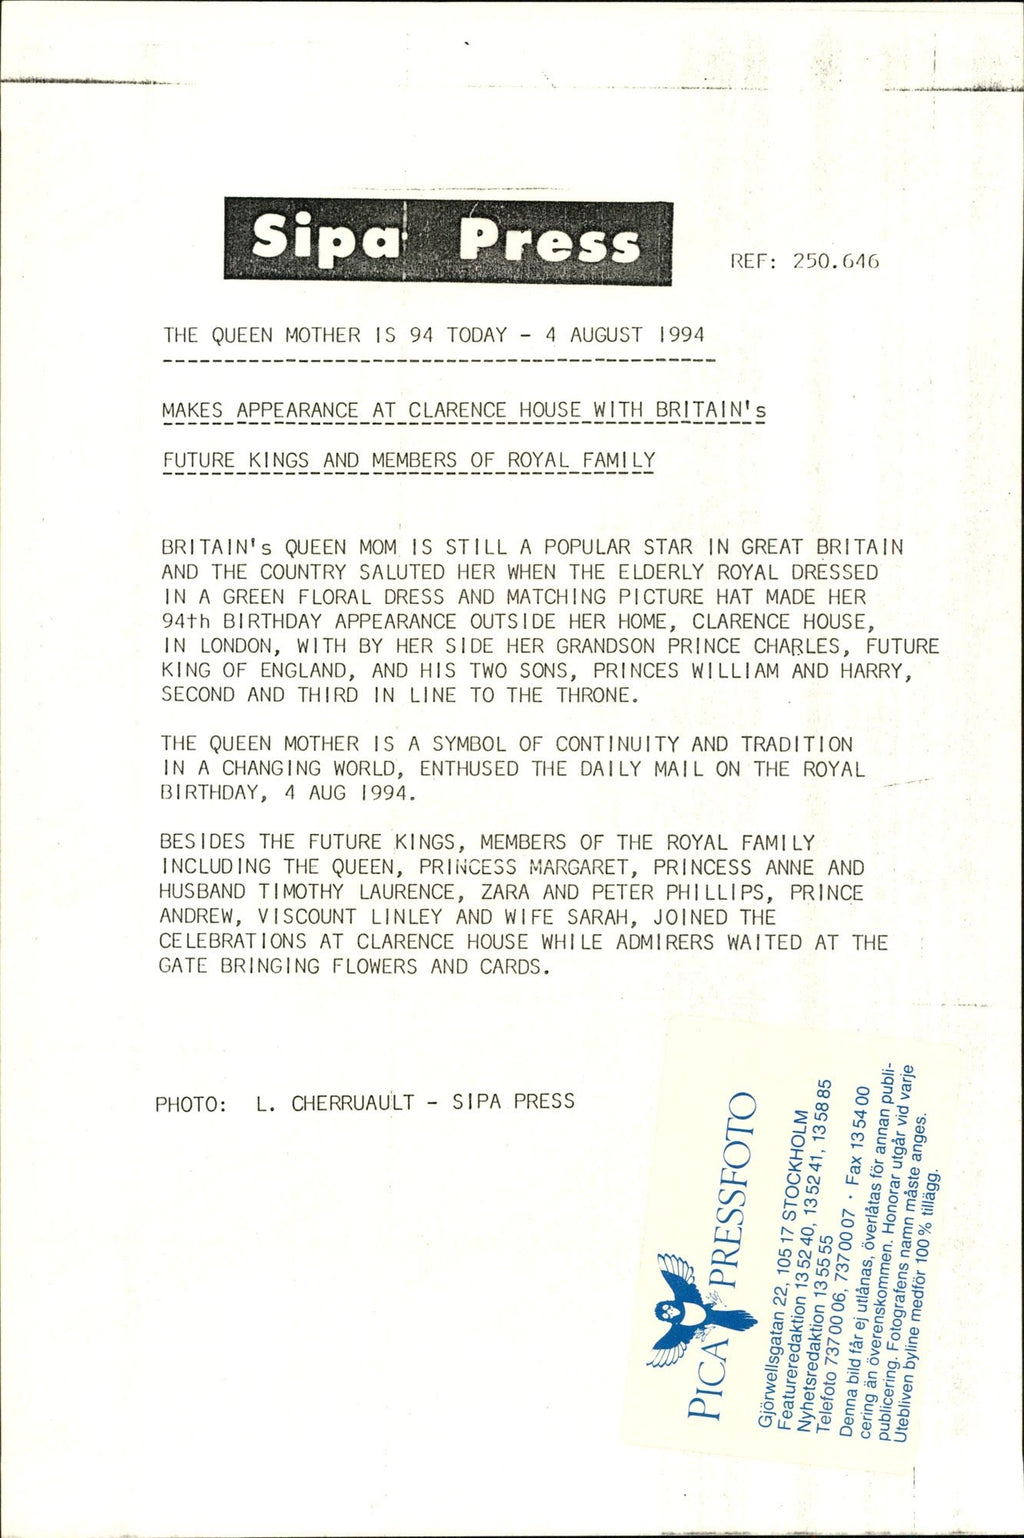 Sipa Press
REF: 250.646
THE QUEEN MOTHER IS 94 TODAY - 4 AUGUST 1994
MAKES APPEARANCE AT CLARENCE HOUSE WITH BRITAIN's
FUTURE KINGS AND MEMBERS OF ROYAL FAMILY
BRITAIN's QUEEN MOM IS STILL A POPULAR STAR IN GREAT BRITAIN
AND THE COUNTRY SALUTED HER WHEN THE ELDERLY ROYAL DRESSED
IN A GREEN FLORAL DRESS AND MATCHING PICTURE HAT MADE HER
94th BIRTHDAY APPEARANCE OUTSIDE HER HOME, CLARENCE HOUSE,
IN LONDON, WITH BY HER SIDE HER GRANDSON PRINCE CHARLES, FUTURE
KING OF ENGLAND, AND HIS TWO SONS, PRINCES WILLIAM AND HARRY,
SECOND AND THIRD IN LINE TO THE THRONE.
THE QUEEN MOTHER IS A SYMBOL OF CONTINUITY AND TRADITION
IN A CHANGING WORLD, ENTHUSED THE DAILY MAIL ON THE ROYAL
BIRTHDAY, 4 AUG 1994.
BESIDES THE FUTURE KINGS, MEMBERS OF THE ROYAL FAMILY
INCLUDING THE QUEEN, PRINCESS MARGARET, PRINCESS ANNE AND
HUSBAND TIMOTHY LAURENCE, ZARA AND PETER PHILLIPS, PRINCE
ANDREW, VISCOUNT LINLEY AND WIFE SARAH, JOINED THE
CELEBRATIONS AT CLARENCE HOUSE WHILE ADMIRERS WAITED AT THE
GATE BRINGING FLOWERS AND CARDS.
PHOTO: L. CHERRUAULT - SIPA PRESS
PICA PRESSFOTO
Gjörwellsgatan 22, 105 17 STOCKHOLM
Featureredaktion 13 52 40, 13 52 41, 13 58 85
Nyhetsredaktion 13 55 55
Telefoto 737 00 06, 737 00 07 · Fax 13 54 00
Denna bild får ej utlånas, överlåtas för annan publi-
cering än överenskommen. Honorar utgår vid varje
publicering. Fotografens namn måste anges.
Utebliven byline medför 100 % tillägg.